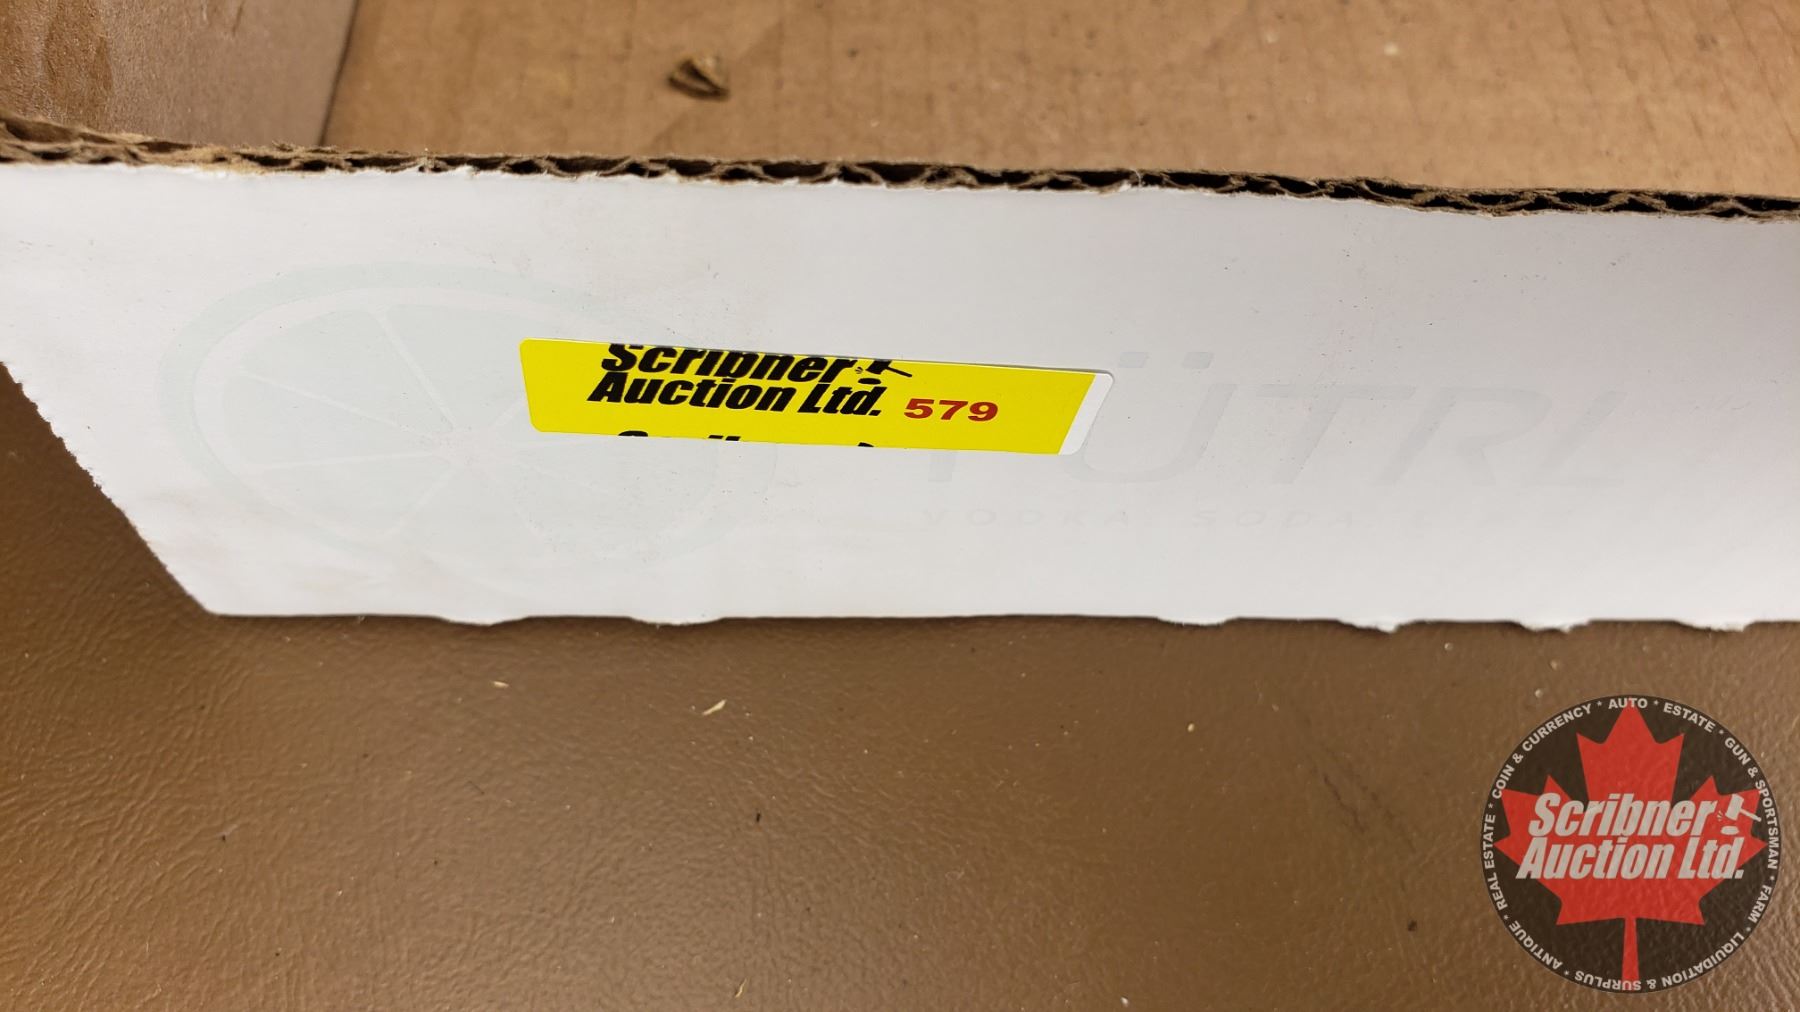 Scribner
Auction Ltd. 579
ÜTRL
VODKA SODA
COIN & CURRENCY * AUTO * ESTATE * GUN & SPORTSMAN * FARM * LIQUIDATION & SURPLUS * ANTIQUE * REAL ESTATE *
Scribner
Auction Ltd.